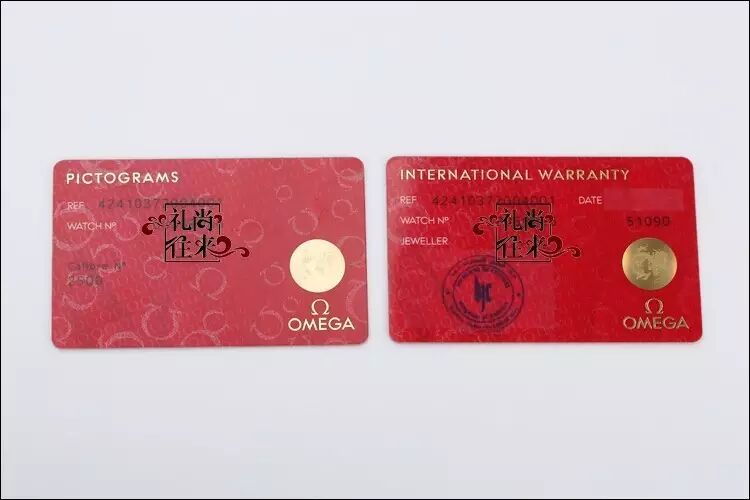 PICTOGRAMS
REF
WATCH Nº
Calibre Nº
2500
Ω
OMEGA
礼尚
往来
INTERNATIONAL WARRANTY
REF 42410372004001 DATE
WATCH Nº 51090
JEWELLER
Ω
OMEGA
礼尚
往来